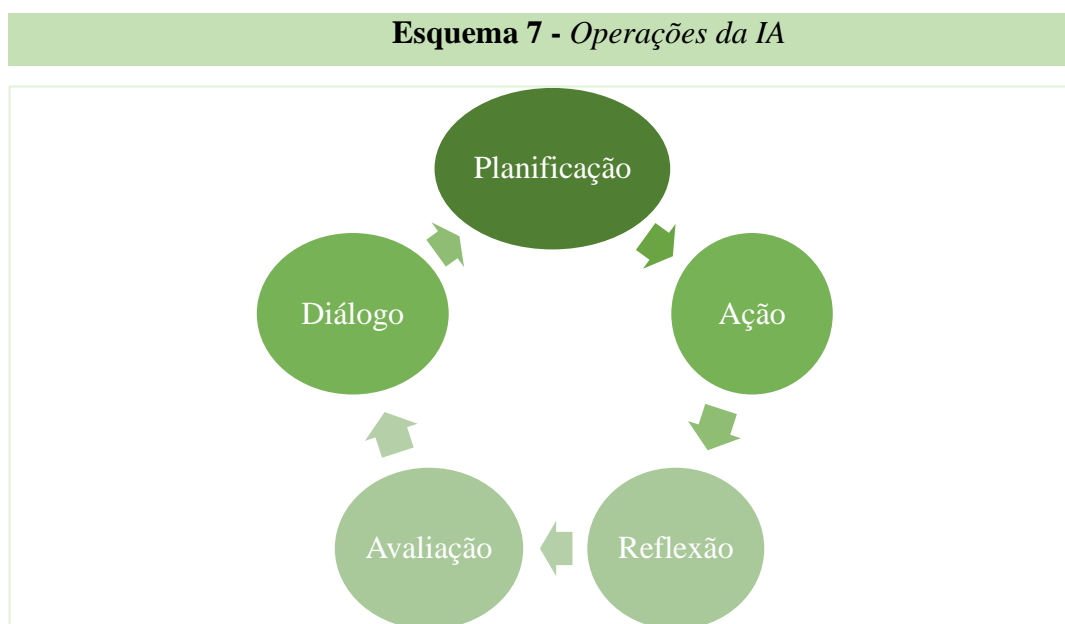 Esquema 7 - Operações da IA
Planificação
Ação
Reflexão
Avaliação
Diálogo